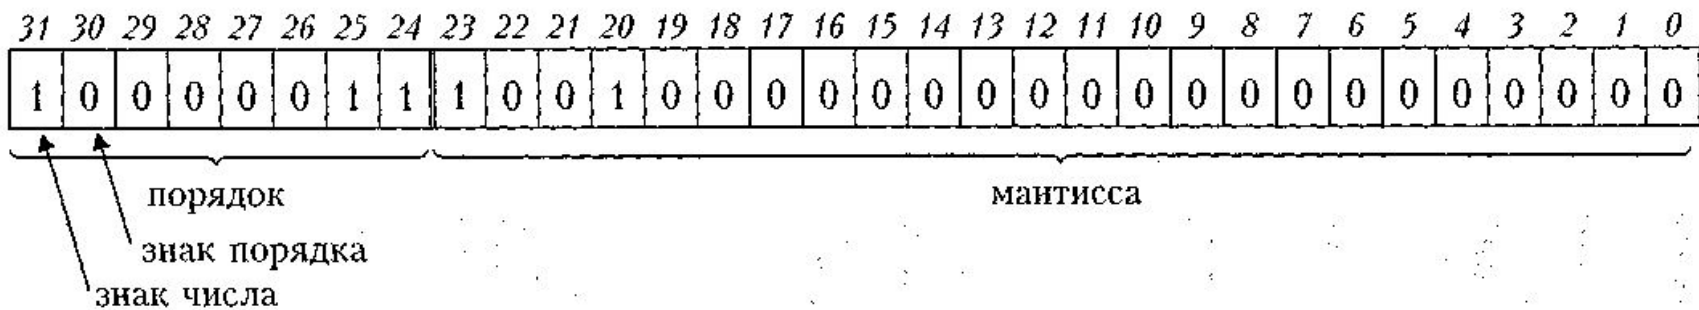 31 30 29 28 27 26 25 24 23 22 21 20 19 18 17 16 15 14 13 12 11 10 9 8 7 6 5 4 3 2 1 0
1 0 0 0 0 0 1 1 1 0 0 1 0 0 0 0 0 0 0 0 0 0 0 0 0 0 0 0 0 0 0 0
порядок мантисса
знак порядка
знак числа